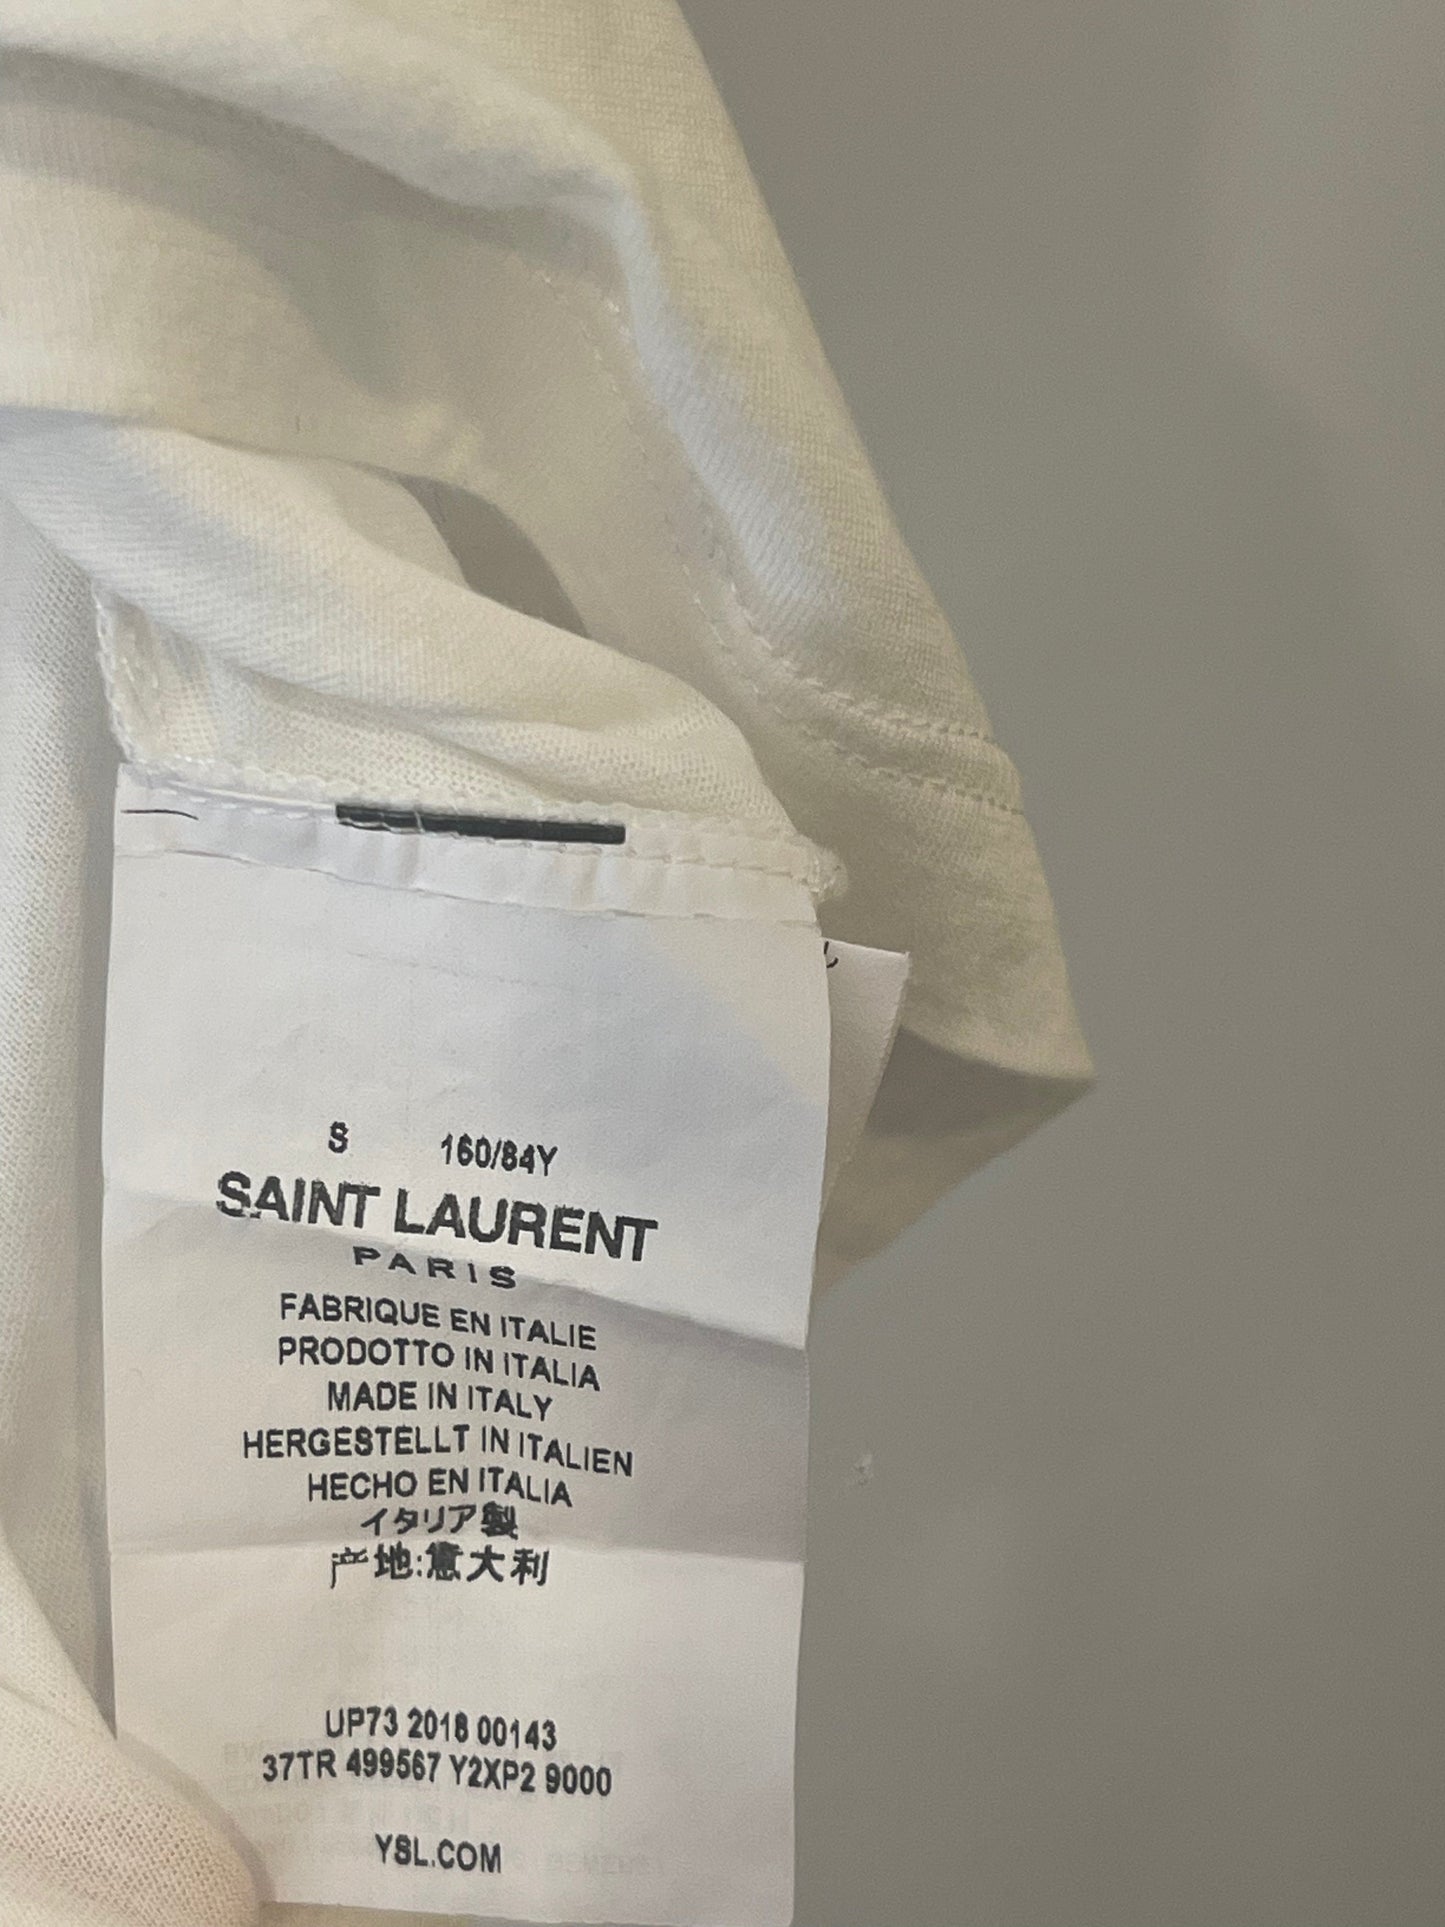 S 160/84Y
SAINT LAURENT
PARIS
FABRIQUE EN ITALIE
PRODOTTO IN ITALIA
MADE IN ITALY
HERGESTELLT IN ITALIEN
HECHO EN ITALIA
イタリア製
产地:意大利
UP73 2018 00143
37TR 499567 Y2XP2 9000
YSL.COM